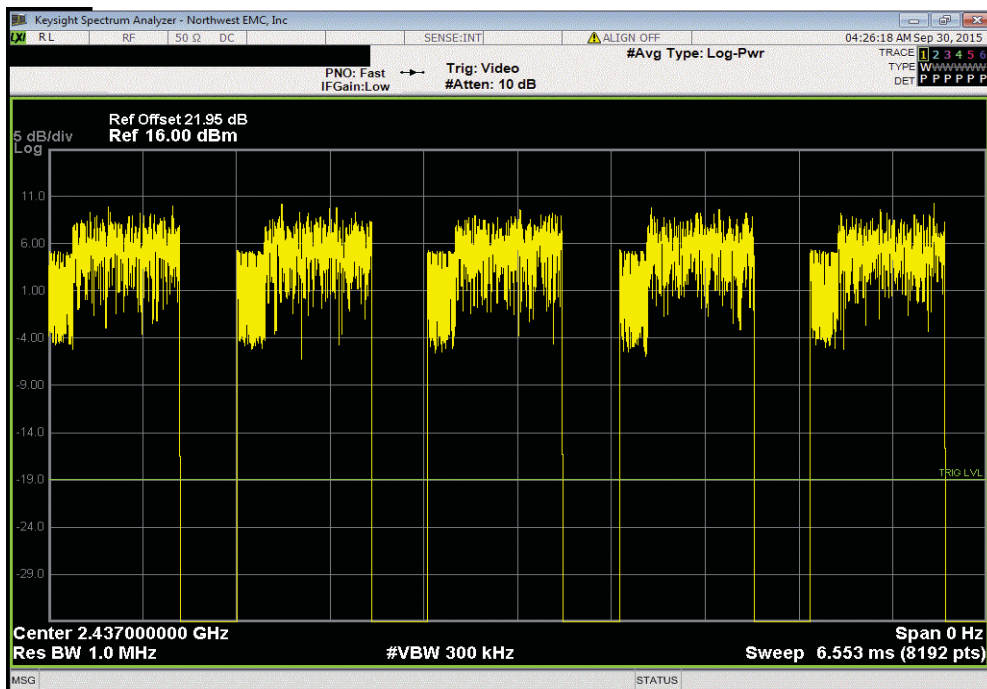 Keysight Spectrum Analyzer - Northwest EMC, Inc
LXI RL RF 50 Ω DC SENSE:INT ALIGN OFF 04:26:18 AM Sep 30, 2015
#Avg Type: Log-Pwr
TRACE 1 2 3 4 5 6
PNO: Fast Trig: Video TYPE WWWWWW
IFGain:Low #Atten: 10 dB DET P P P P P P
Ref Offset 21.95 dB
5 dB/div Ref 16.00 dBm
Log
11.0
6.00
1.00
-4.00
-9.00
-14.0
-19.0 TRIG LVL
-24.0
-29.0
Center 2.437000000 GHz Span 0 Hz
Res BW 1.0 MHz #VBW 300 kHz Sweep 6.553 ms (8192 pts)
MSG STATUS